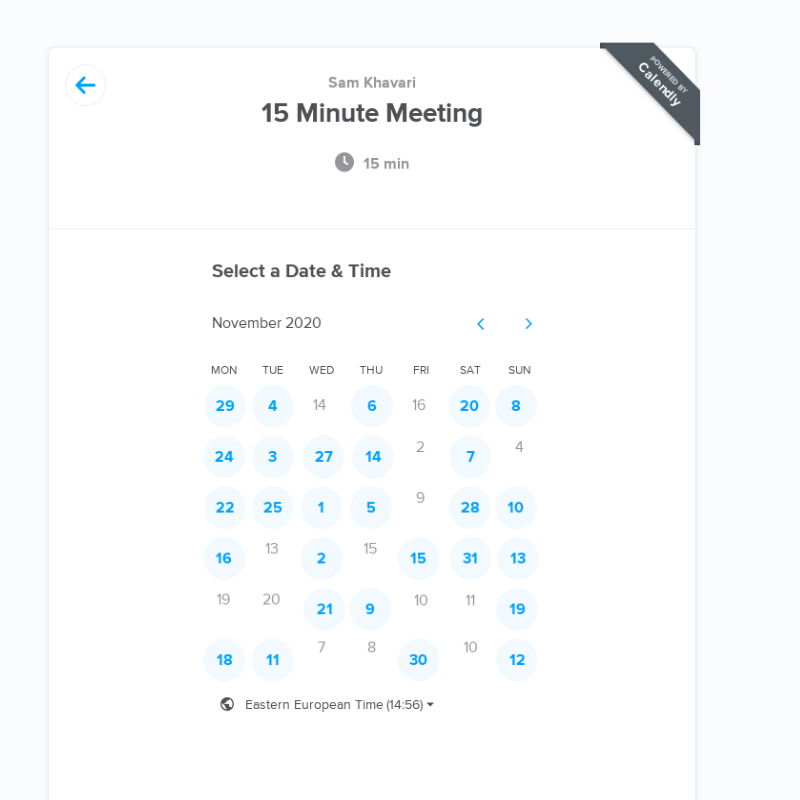 POWERED BY
Calendly
Sam Khavari
15 Minute Meeting
15 min
Select a Date & Time
November 2020
MON TUE WED THU FRI SAT SUN
29 4 14 6 16 20 8
24 3 27 14 2 7 4
22 25 1 5 9 28 10
16 13 2 15 15 31 13
19 20 21 9 10 11 19
18 11 7 8 30 10 12
Eastern European Time (14:56)